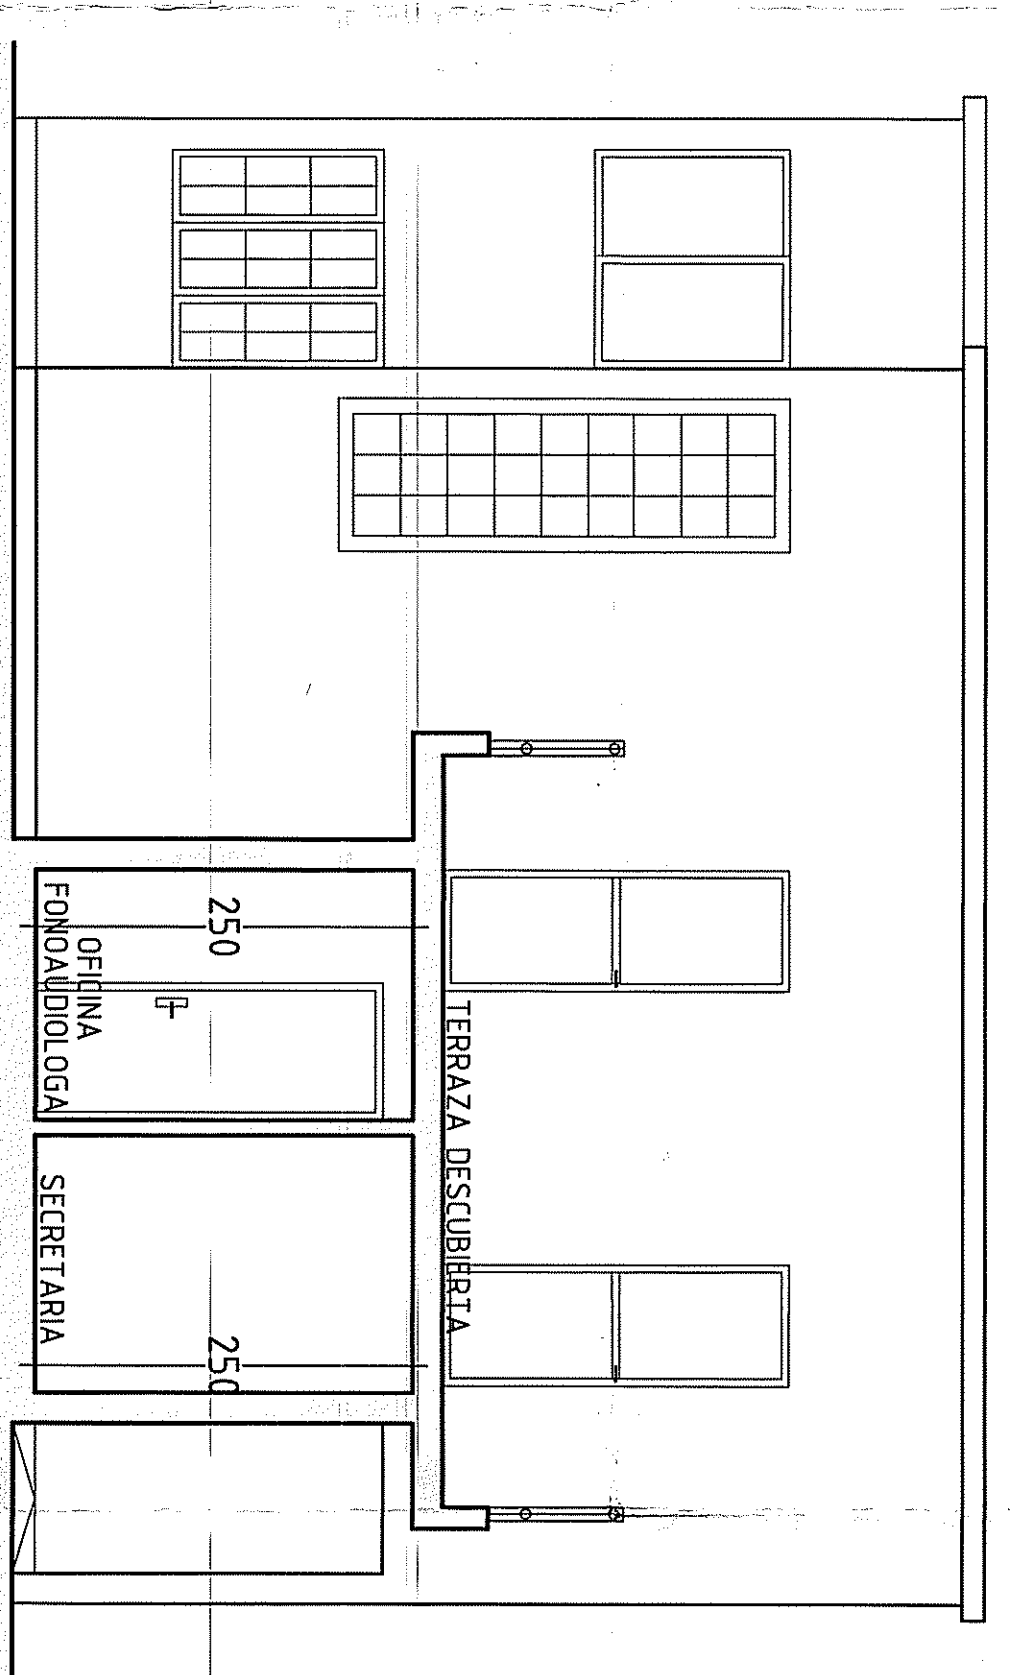 TERRAZA DESCUBIERTA
250
OFICINA
FONOAUDIOLOGA
250
SECRETARIA